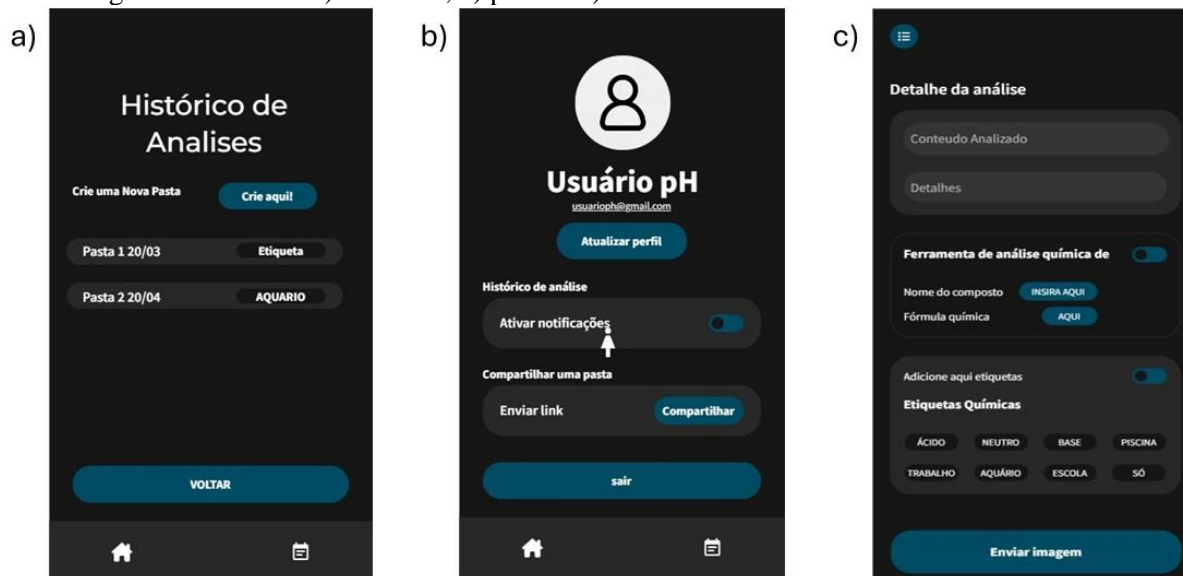 a)
Histórico de
Analises
Crie uma Nova Pasta
Crie aqui!
Pasta 1 20/03
Etiqueta
Pasta 2 20/04
AQUARIO
VOLTAR
b)
Usuário pH
usuarioph@gmail.com
Atualizar perfil
Histórico de análise
Ativar notificações
Compartilhar uma pasta
Enviar link
Compartilhar
sair
c)
Detalhe da análise
Conteudo Analizado
Detalhes
Ferramenta de análise química de
Nome do composto
INSIRA AQUI
Fórmula química
AQUI
Adicione aqui etiquetas
Etiquetas Químicas
ÁCIDO NEUTRO BASE PISCINA
TRABALHO AQUÁRIO ESCOLA SÓ
Enviar imagem